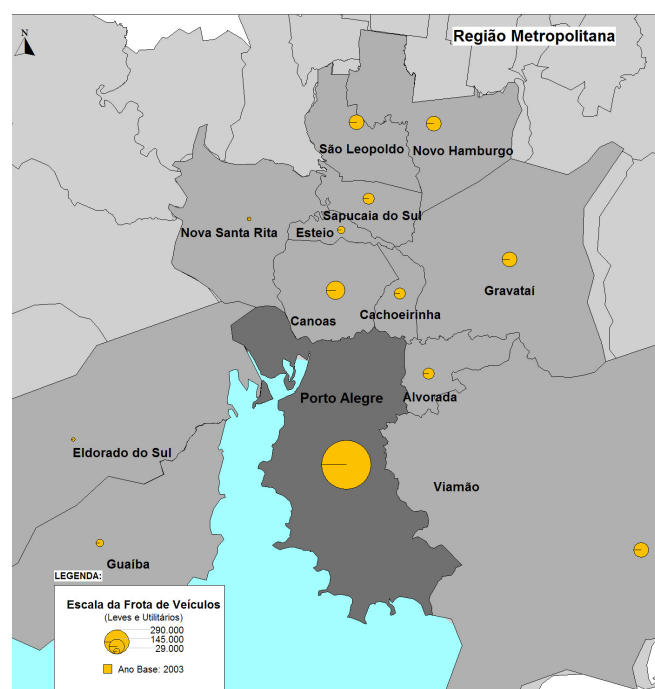 N
Região Metropolitana
São Leopoldo
Novo Hamburgo
Sapucaia do Sul
Nova Santa Rita
Esteio
Gravataí
Canoas
Cachoeirinha
Porto Alegre
Alvorada
Eldorado do Sul
Viamão
Guaíba
LEGENDA:
Escala da Frota de Veículos
(Leves e Utilitários)
290.000
145.000
29.000
Ano Base: 2003